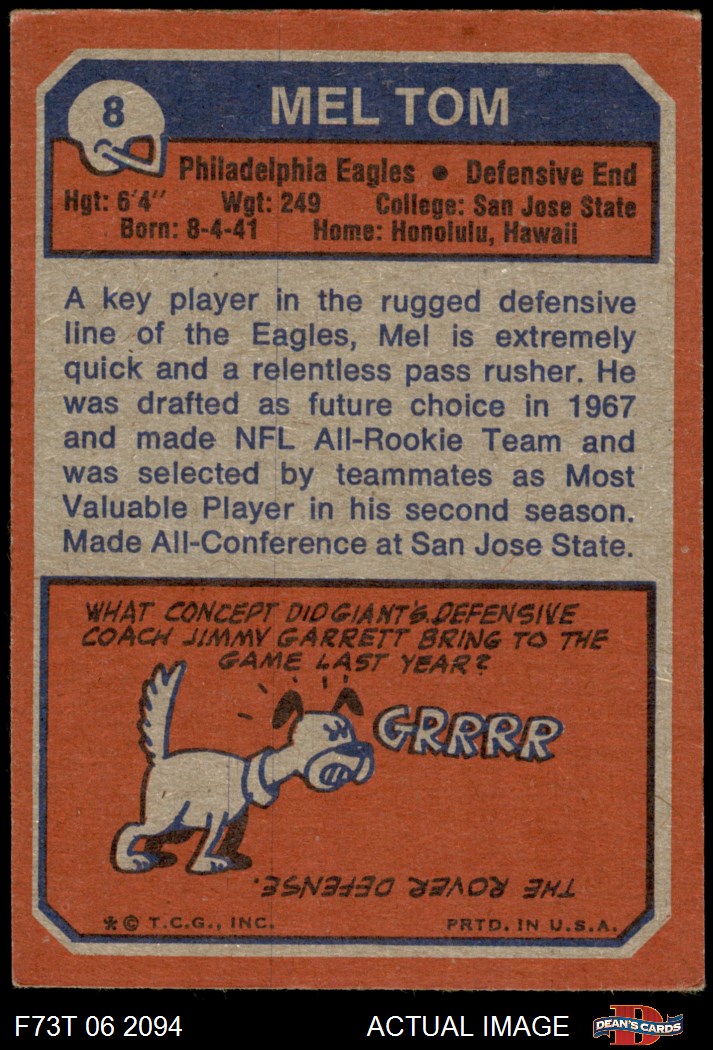 8
MEL TOM
Philadelphia Eagles • Defensive End
Hgt: 6'4" Wgt: 249 College: San Jose State
Born: 8-4-41 Home: Honolulu, Hawaii
A key player in the rugged defensive
line of the Eagles, Mel is extremely
quick and a relentless pass rusher. He
was drafted as future choice in 1967
and made NFL All-Rookie Team and
was selected by teammates as Most
Valuable Player in his second season.
Made All-Conference at San Jose State.
WHAT CONCEPT DID GIANT'S DEFENSIVE
COACH JIMMY GARRETT BRING TO THE
GAME LAST YEAR?
GRRRR
THE ROVER DEFENSE.
*© T.C.G., INC. PRTD. IN U.S.A.
F73T 06 2094 ACTUAL IMAGE
D
DEAN'S CARDS